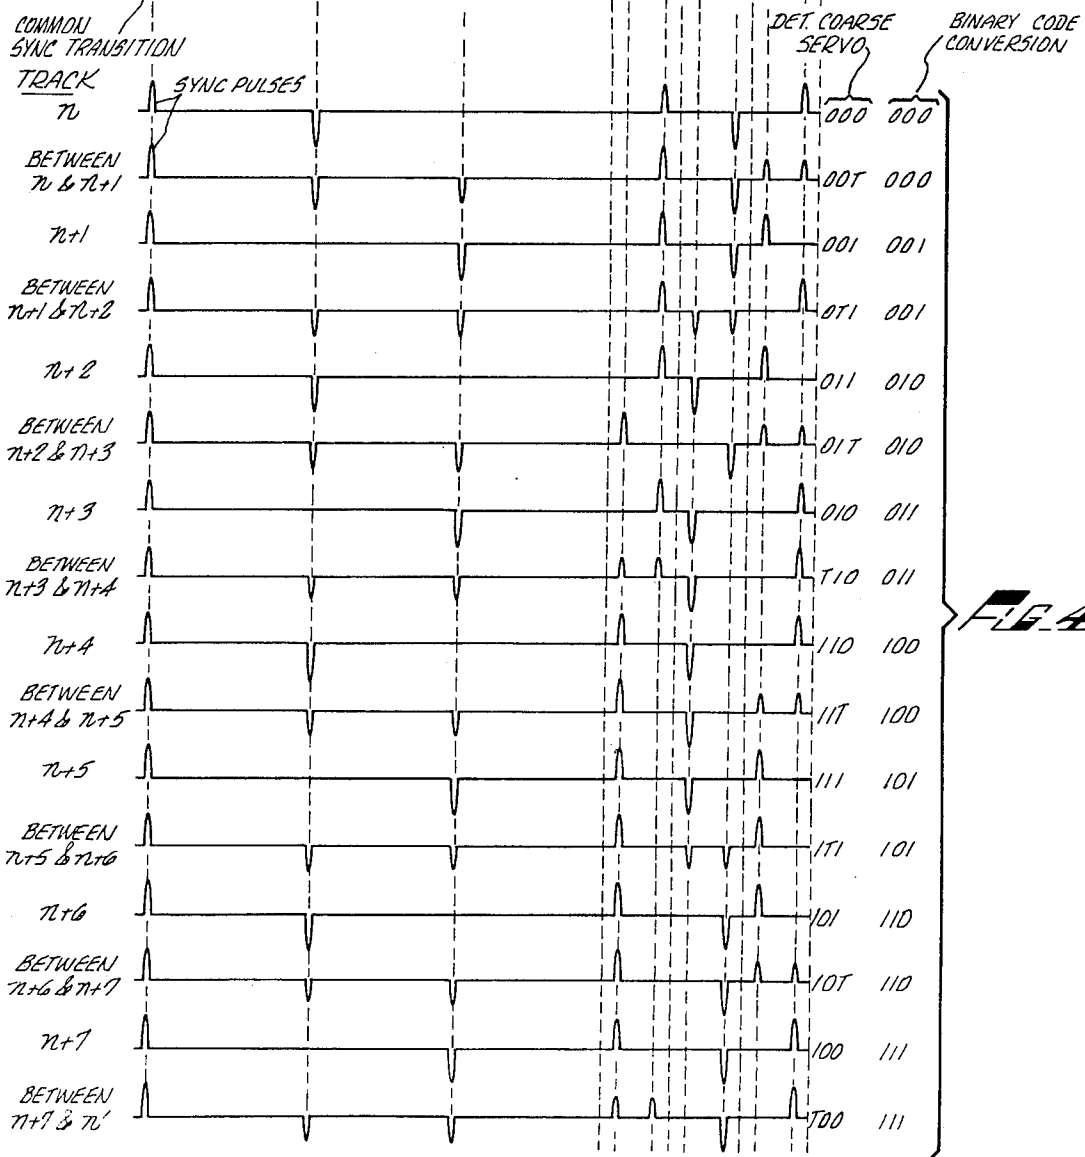 COMMON
SYNC TRANSITION
DET. COARSE
SERVO
BINARY CODE
CONVERSION
TRACK
SYNC PULSES
n 000 000
BETWEEN
n & n+1 00T 000
n+1 001 001
BETWEEN
n+1 & n+2 0T1 001
n+2 011 010
BETWEEN
n+2 & n+3 01T 010
n+3 010 011
BETWEEN
n+3 & n+4 T10 011
n+4 110 100
BETWEEN
n+4 & n+5 11T 100
n+5 111 101
BETWEEN
n+5 & n+6 1T1 101
n+6 101 110
BETWEEN
n+6 & n+7 10T 110
n+7 100 111
BETWEEN
n+7 & n' T00 111
FIG. 4